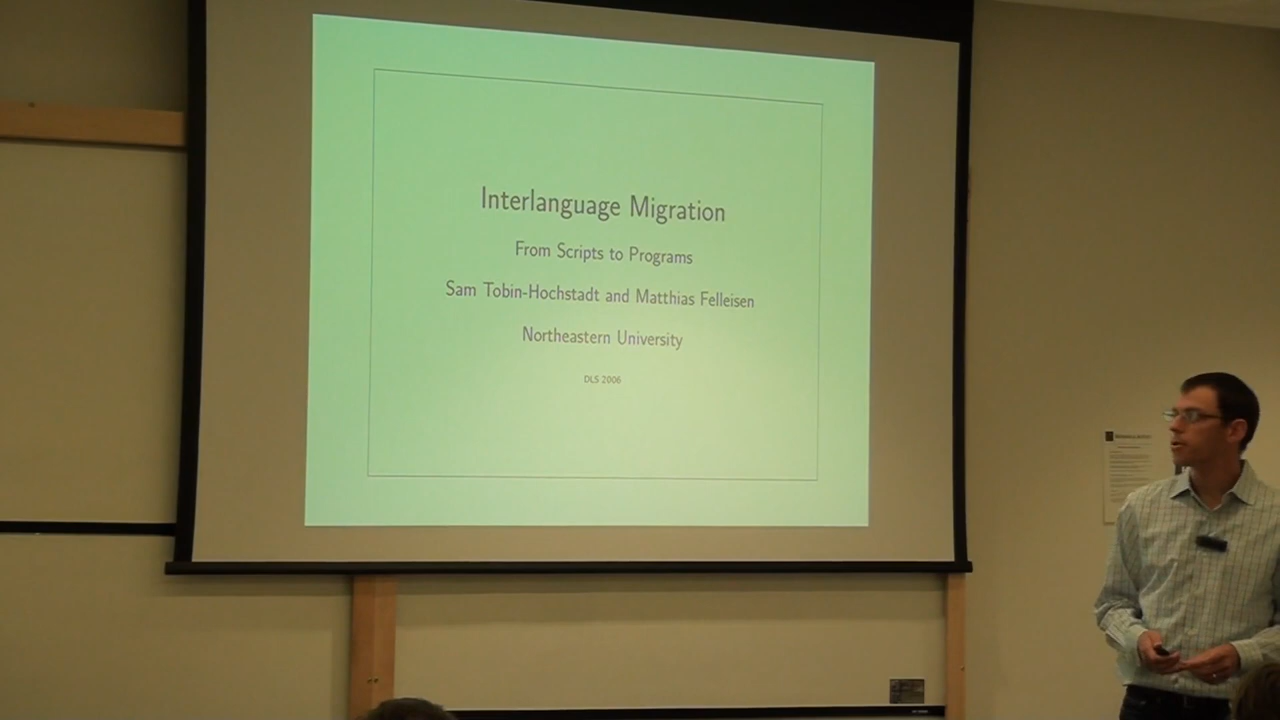 Interlanguage Migration
From Scripts to Programs
Sam Tobin-Hochstadt and Matthias Felleisen
Northeastern University
DLS 2006